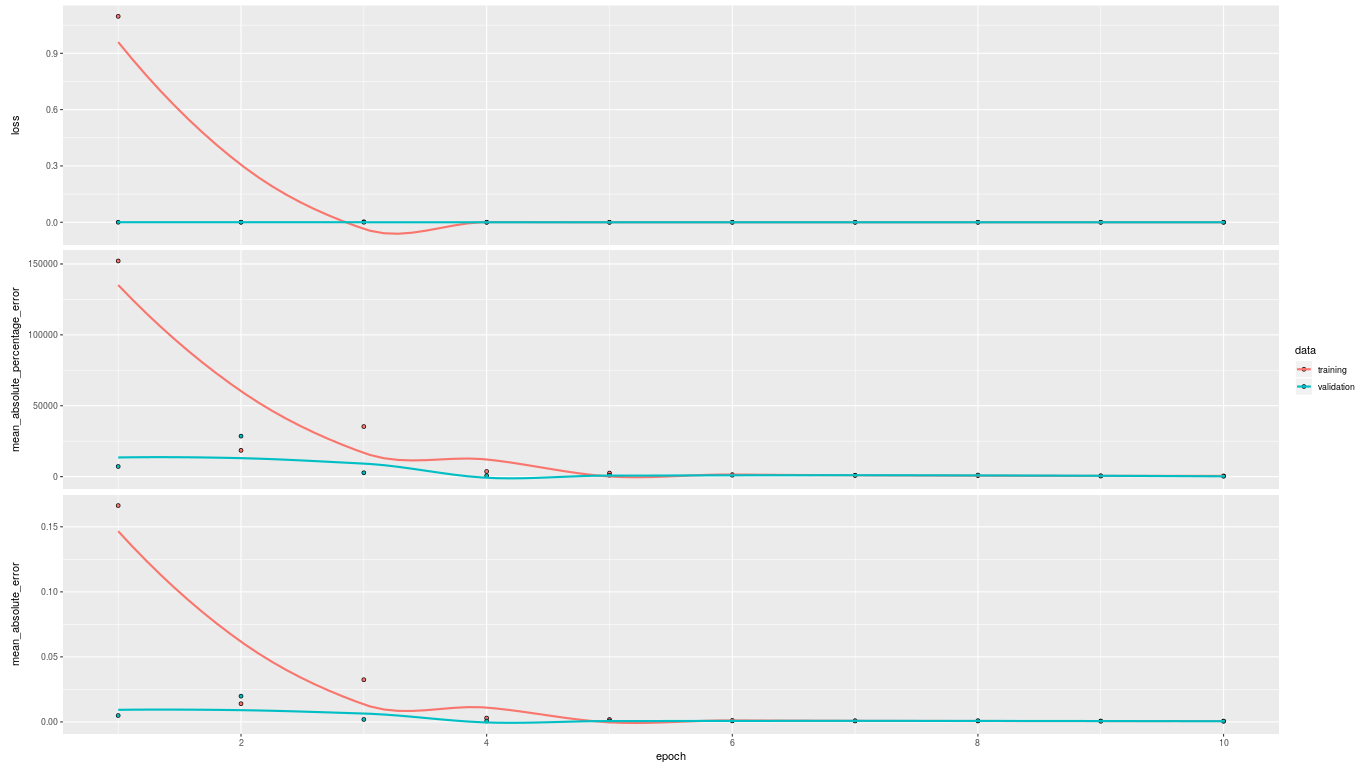 loss
0.9
0.6
0.3
0.0
mean_absolute_percentage_error
150000
100000
50000
0
mean_absolute_error
0.15
0.10
0.05
0.00
2
4
6
8
10
epoch
data
training
validation